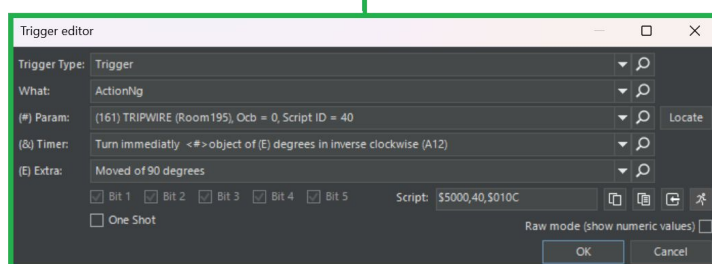 Trigger editor
Trigger Type: Trigger
What: ActionNg
(#) Param: (161) TRIPWIRE (Room195), Ocb = 0, Script ID = 40 Locate
(&) Timer: Turn immediatly <#>object of (E) degrees in inverse clockwise (A12)
(E) Extra: Moved of 90 degrees
Bit 1 Bit 2 Bit 3 Bit 4 Bit 5 Script: $5000,40,$010C
One Shot
Raw mode (show numeric values)
OK Cancel